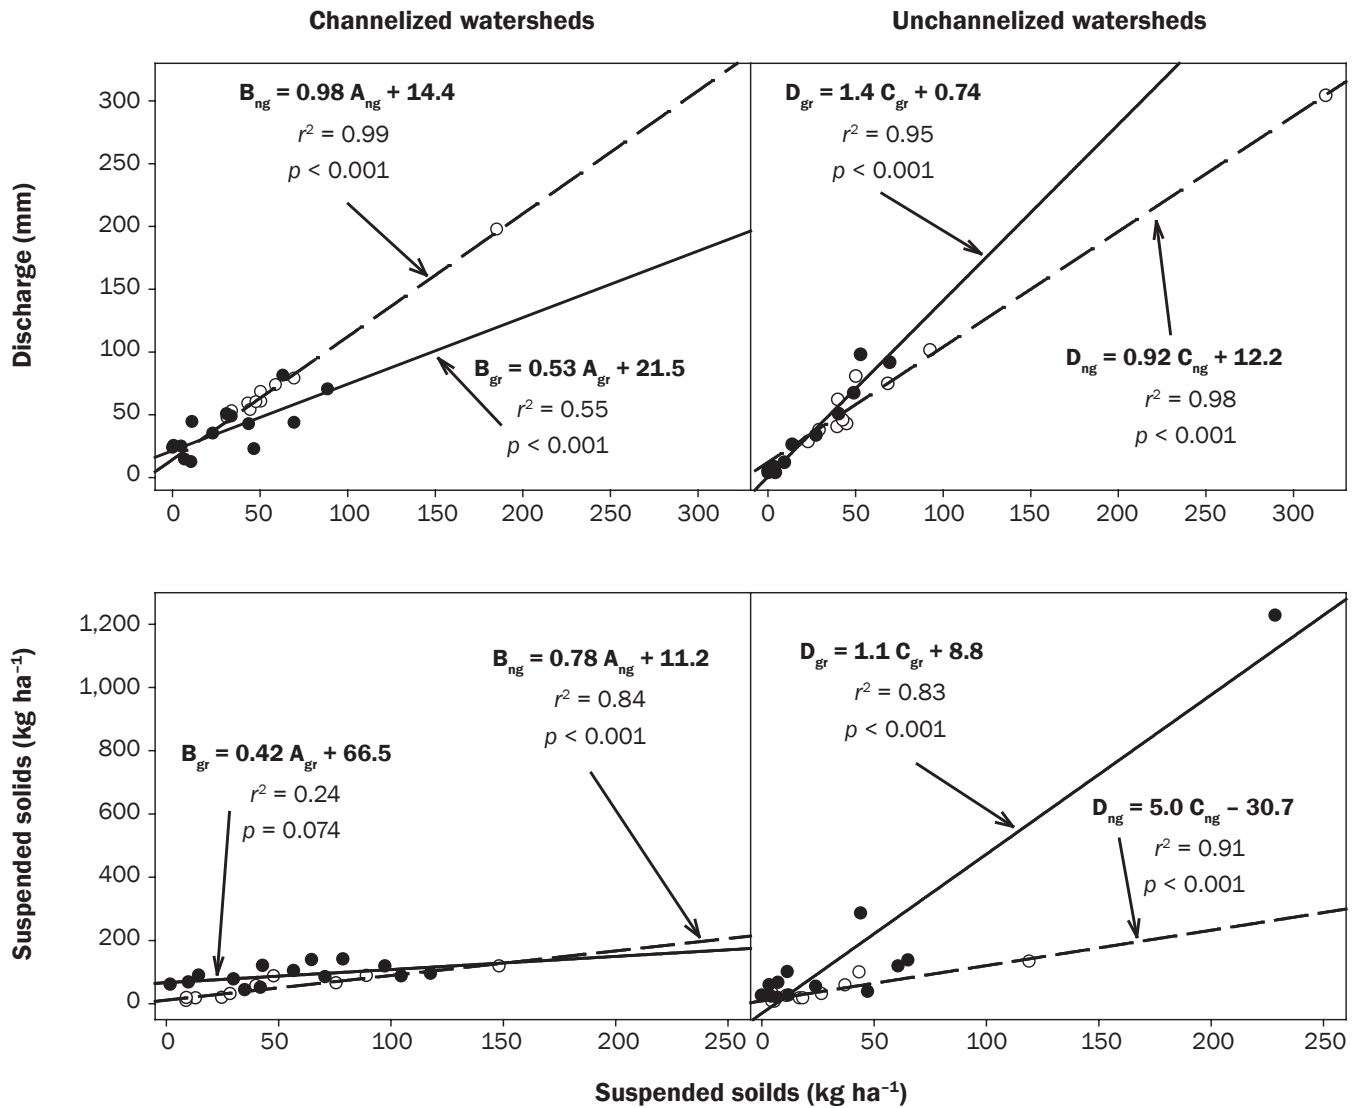 Channelized watersheds
Unchannelized watersheds
Discharge (mm)
300
250
200
150
100
50
0
B_ng = 0.98 A_ng + 14.4
r² = 0.99
p < 0.001
B_gr = 0.53 A_gr + 21.5
r² = 0.55
p < 0.001
0 50 100 150 200 250 300
D_gr = 1.4 C_gr + 0.74
r² = 0.95
p < 0.001
D_ng = 0.92 C_ng + 12.2
r² = 0.98
p < 0.001
0 50 100 150 200 250 300
Suspended solids (kg ha⁻¹)
1,200
1,000
800
600
400
200
0
B_ng = 0.78 A_ng + 11.2
r² = 0.84
p < 0.001
B_gr = 0.42 A_gr + 66.5
r² = 0.24
p = 0.074
0 50 100 150 200 250
D_gr = 1.1 C_gr + 8.8
r² = 0.83
p < 0.001
D_ng = 5.0 C_ng – 30.7
r² = 0.91
p < 0.001
0 50 100 150 200 250
Suspended soilds (kg ha⁻¹)